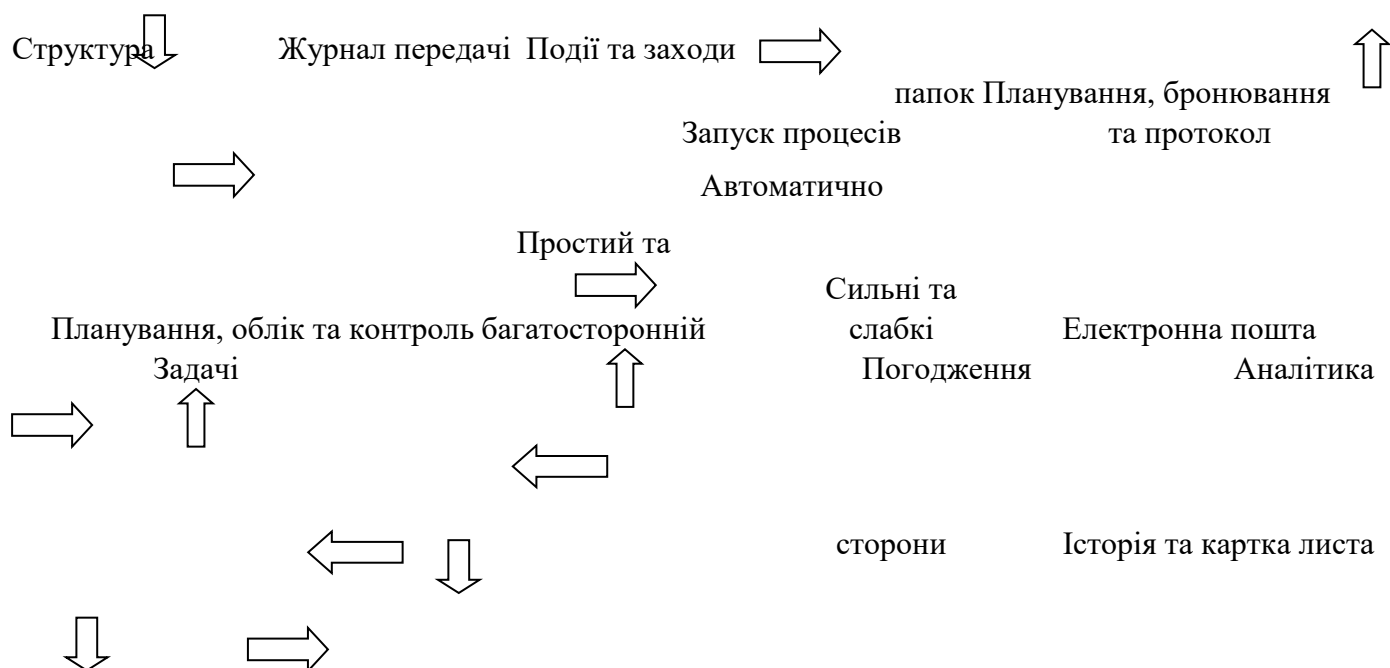 Структура Журнал передачі Події та заходи
папок Планування, бронювання
Запуск процесів та протокол
Автоматично
Простий та
Сильні та
Планування, облік та контроль багатосторонній слабкі Електронна пошта
Задачі Погодження Аналітика
сторони Історія та картка листа